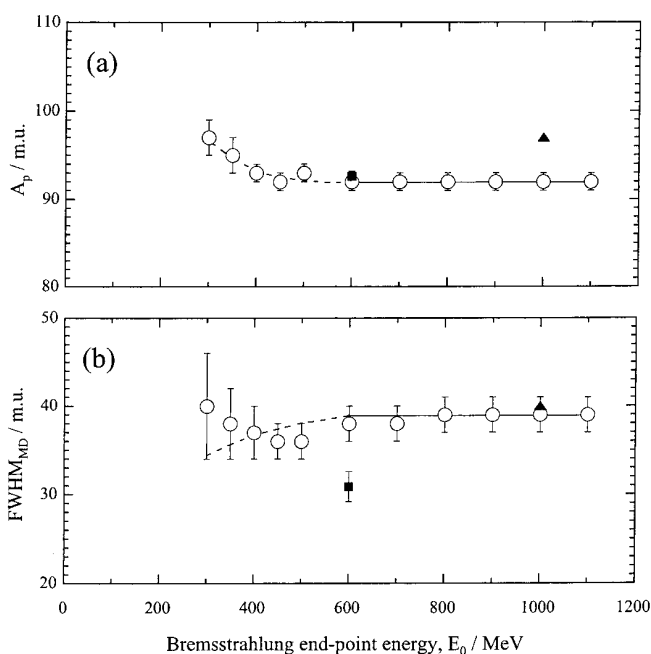 110
(a)
100
A_p / m.u.
90
80
50
(b)
40
FWHM_MD / m.u.
30
20
0 200 400 600 800 1000 1200
Bremsstrahlung end-point energy, E_0 / MeV